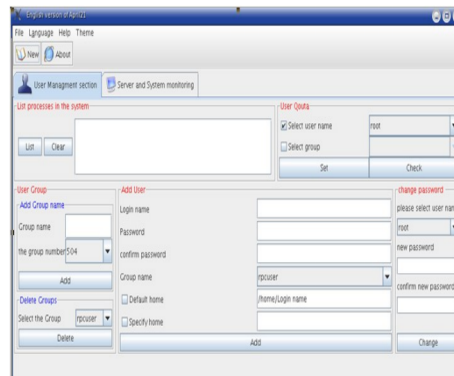 English version of April21
File Language Help Theme
New About
User Managment section Server and System monitoring
List processes in the system
List Clear
User Qouta
Select user name root
Select group
Set Check
User Group
Add Group name
Group name
the group number 504
Add
Delete Groups
Select the Group rpcuser
Delete
Add User
Login name
Password
confirm password
Group name rpcuser
Default home /home/Login name
Specify home
Add
change password
please select user nam
root
new password
confirm new password
Change